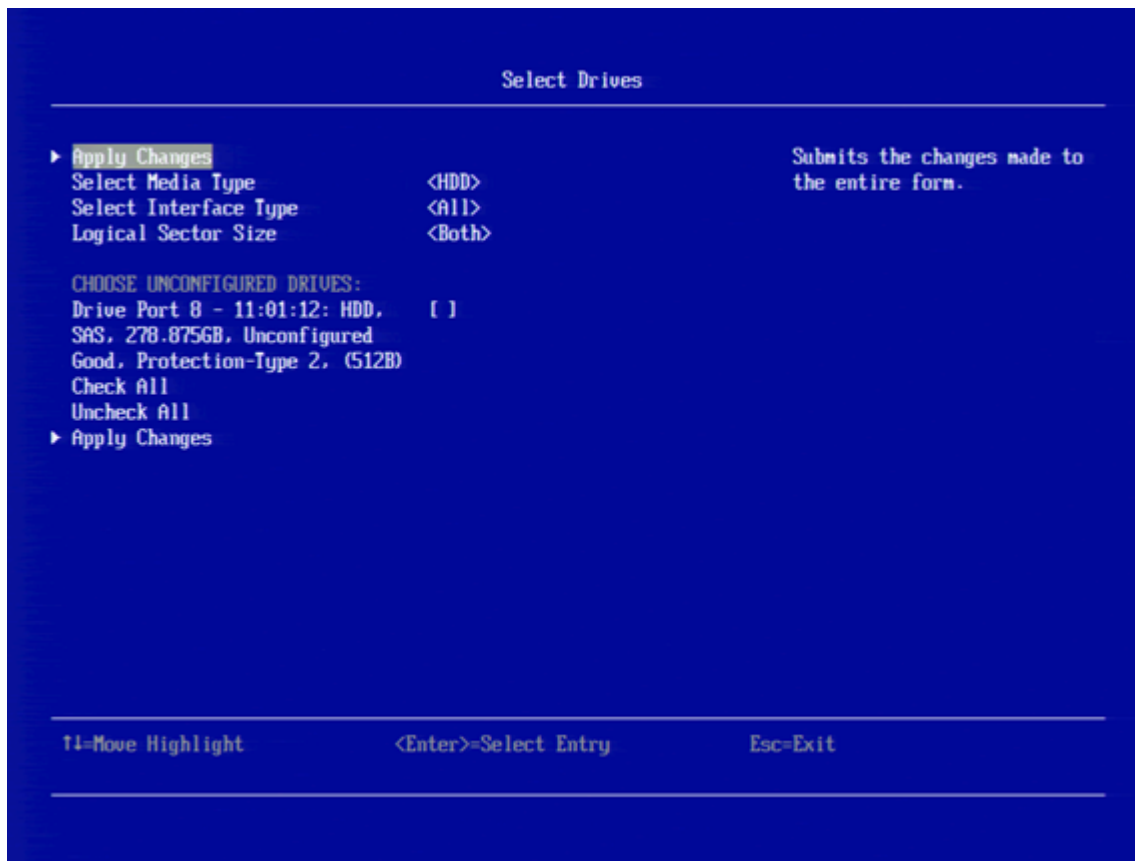 Select Drives
▶ Apply Changes
Submits the changes made to
Select Media Type <HDD>
the entire form.
Select Interface Type <All>
Logical Sector Size <Both>
CHOOSE UNCONFIGURED DRIVES:
Drive Port 8 - 11:01:12: HDD, [ ]
SAS, 278.875GB, Unconfigured
Good, Protection-Type 2, (512B)
Check All
Uncheck All
▶ Apply Changes
↑↓=Move Highlight <Enter>=Select Entry Esc=Exit